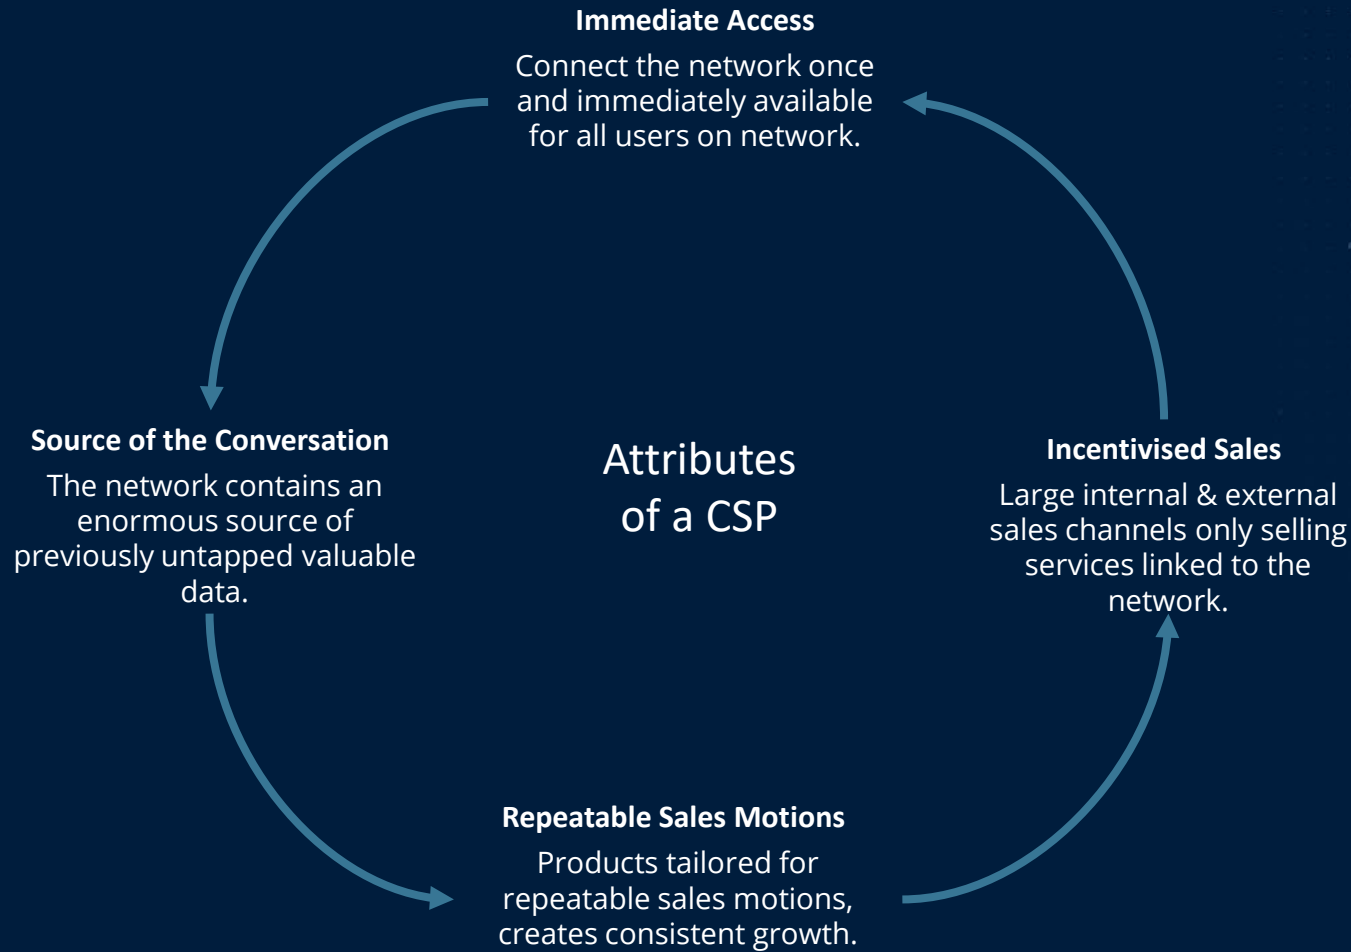 Immediate Access
Connect the network once
and immediately available
for all users on network.
Source of the Conversation
The network contains an
enormous source of
previously untapped valuable
data.
Attributes
of a CSP
Incentivised Sales
Large internal & external
sales channels only selling
services linked to the
network.
Repeatable Sales Motions
Products tailored for
repeatable sales motions,
creates consistent growth.